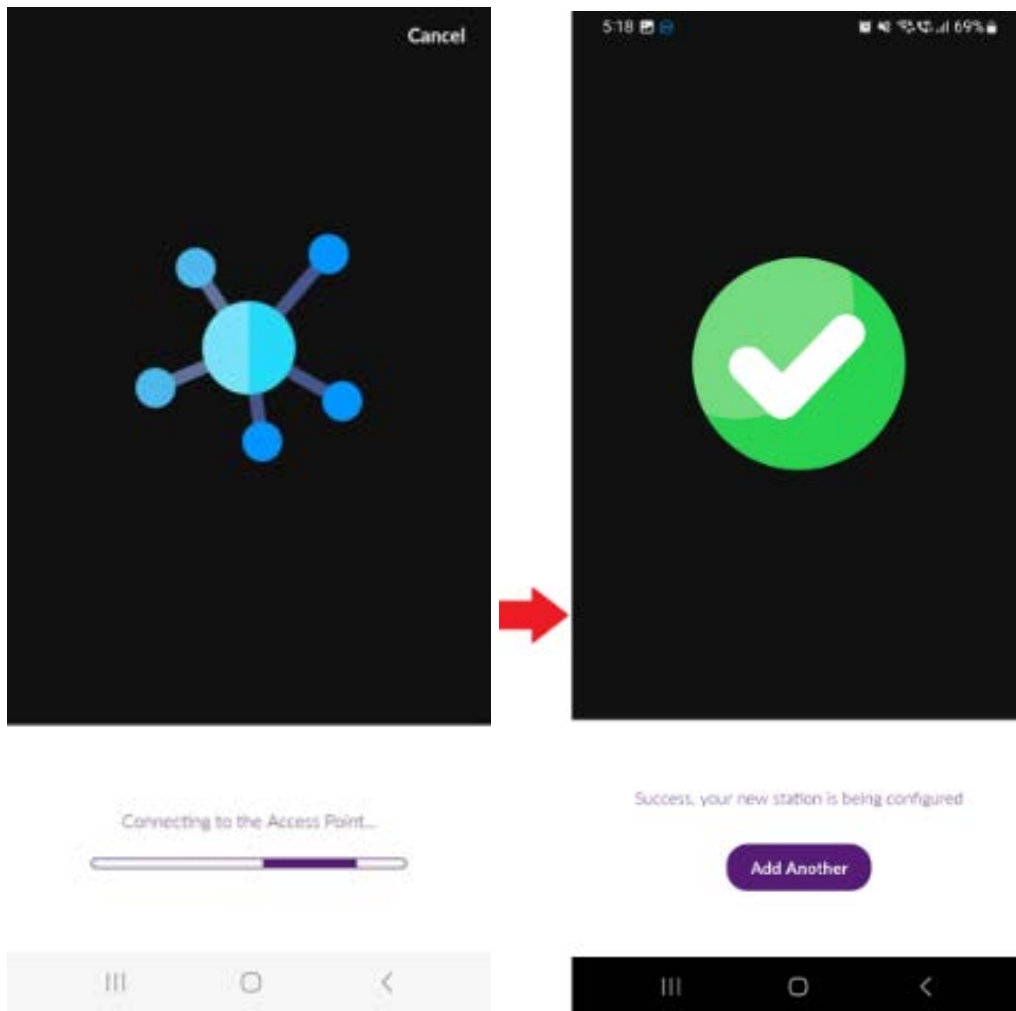 Cancel
Connecting to the Access Point...
5:18
69%
Success, your new station is being configured
Add Another